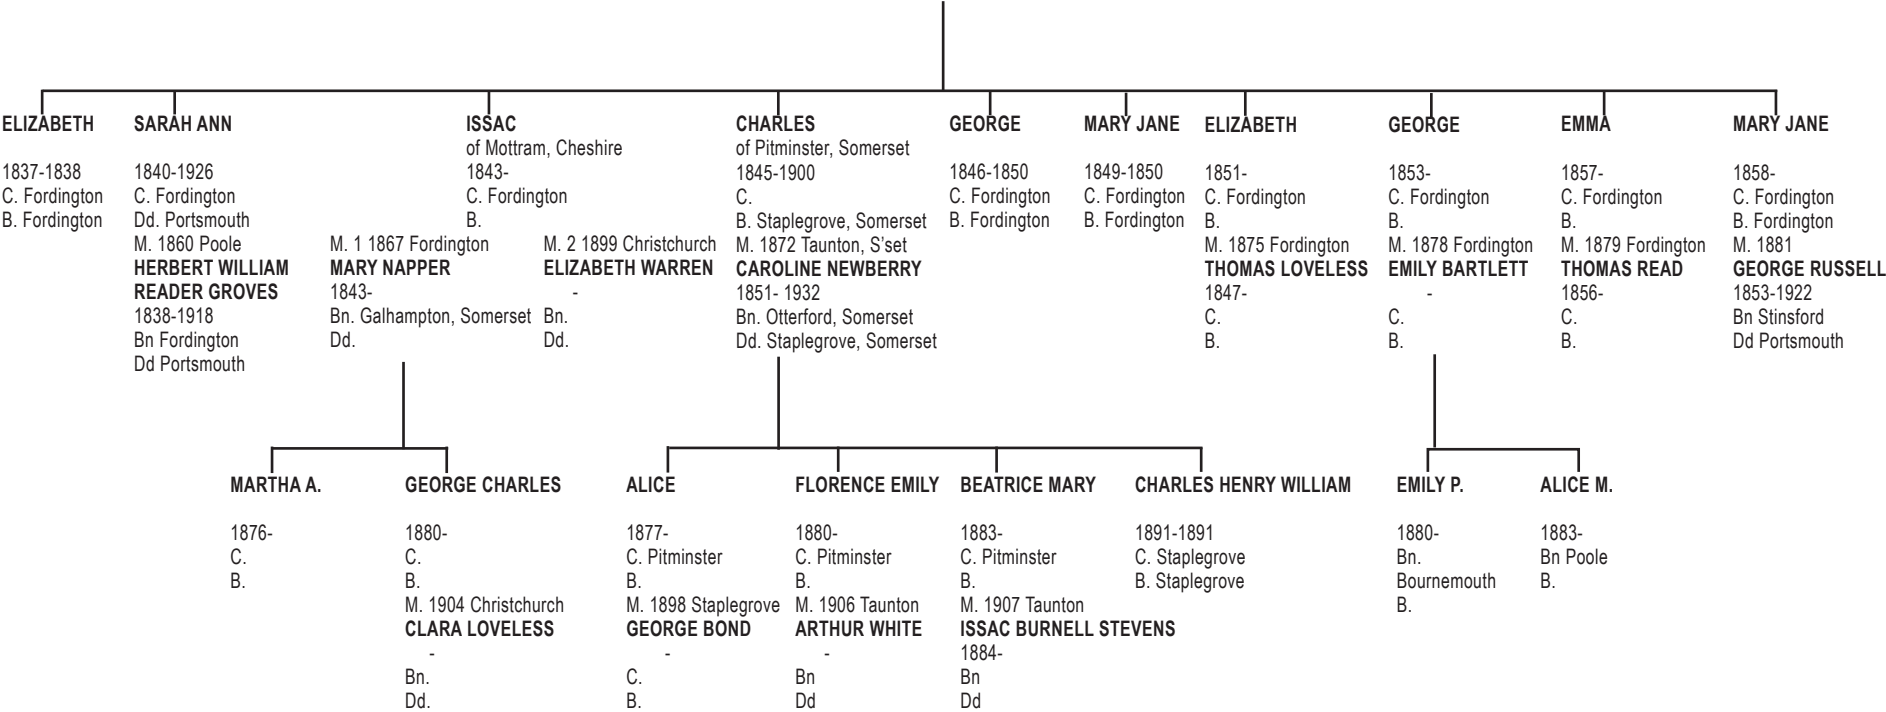 ELIZABETH
1837-1838
C. Fordington
B. Fordington
SARAH ANN
1840-1926
C. Fordington
Dd. Portsmouth
M. 1860 Poole
HERBERT WILLIAM
READER GROVES
1838-1918
Bn Fordington
Dd Portsmouth
ISSAC
of Mottram, Cheshire
1843-
C. Fordington
B.
M. 1 1867 Fordington
MARY NAPPER
1843-
Bn. Galhampton, Somerset
Dd.
M. 2 1899 Christchurch
ELIZABETH WARREN
-
Bn.
Dd.
CHARLES
of Pitminster, Somerset
1845-1900
C.
B. Staplegrove, Somerset
M. 1872 Taunton, S'set
CAROLINE NEWBERRY
1851- 1932
Bn. Otterford, Somerset
Dd. Staplegrove, Somerset
GEORGE
1846-1850
C. Fordington
B. Fordington
MARY JANE
1849-1850
C. Fordington
B. Fordington
ELIZABETH
1851-
C. Fordington
B.
M. 1875 Fordington
THOMAS LOVELESS
1847-
C.
B.
GEORGE
1853-
C. Fordington
B.
M. 1878 Fordington
EMILY BARTLETT
-
C.
B.
EMMA
1857-
C. Fordington
B.
M. 1879 Fordington
THOMAS READ
1856-
C.
B.
MARY JANE
1858-
C. Fordington
B. Fordington
M. 1881
GEORGE RUSSELL
1853-1922
Bn Stinsford
Dd Portsmouth
MARTHA A.
1876-
C.
B.
GEORGE CHARLES
1880-
C.
B.
M. 1904 Christchurch
CLARA LOVELESS
-
Bn.
Dd.
ALICE
1877-
C. Pitminster
B.
M. 1898 Staplegrove
GEORGE BOND
-
C.
B.
FLORENCE EMILY
1880-
C. Pitminster
B.
M. 1906 Taunton
ARTHUR WHITE
-
Bn
Dd
BEATRICE MARY
1883-
C. Pitminster
B.
M. 1907 Taunton
ISSAC BURNELL STEVENS
1884-
Bn
Dd
CHARLES HENRY WILLIAM
1891-1891
C. Staplegrove
B. Staplegrove
EMILY P.
1880-
Bn.
Bournemouth
B.
ALICE M.
1883-
Bn Poole
B.